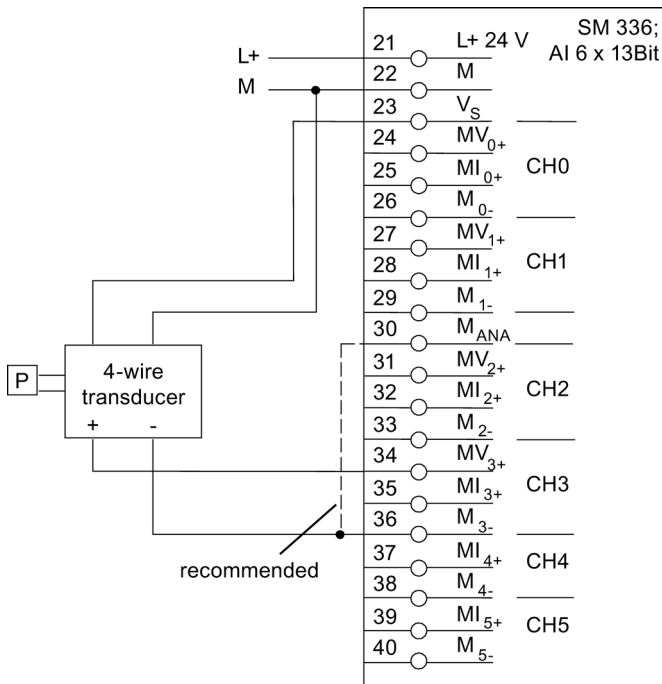 SM 336;
AI 6 x 13Bit
L+
M
21 L+ 24 V
22 M
23 VS
24 MV0+
25 MI0+
26 M0-
CH0
27 MV1+
28 MI1+
29 M1-
CH1
30 MANA
31 MV2+
32 MI2+
33 M2-
CH2
34 MV3+
35 MI3+
36 M3-
CH3
37 MI4+
38 M4-
CH4
39 MI5+
40 M5-
CH5
P
4-wire
transducer
+ -
recommended